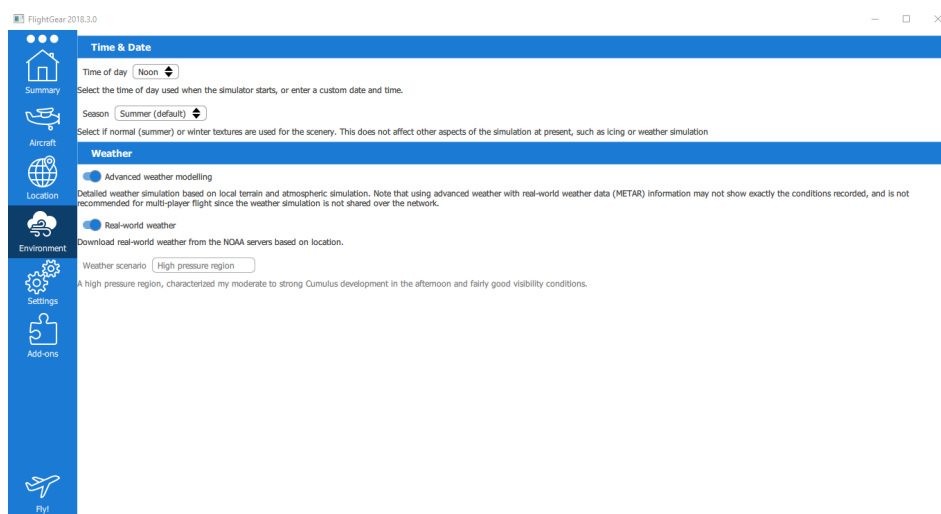 FlightGear 2018.3.0
Summary
Aircraft
Location
Environment
Settings
Add-ons
Fly!
Time & Date
Time of day Noon
Select the time of day used when the simulator starts, or enter a custom date and time.
Season Summer (default)
Select if normal (summer) or winter textures are used for the scenery. This does not affect other aspects of the simulation at present, such as icing or weather simulation
Weather
Advanced weather modelling
Detailed weather simulation based on local terrain and atmospheric simulation. Note that using advanced weather with real-world weather data (METAR) information may not show exactly the conditions recorded, and is not
recommended for multi-player flight since the weather simulation is not shared over the network.
Real-world weather
Download real-world weather from the NOAA servers based on location.
Weather scenario High pressure region
A high pressure region, characterized my moderate to strong Cumulus development in the afternoon and fairly good visibility conditions.